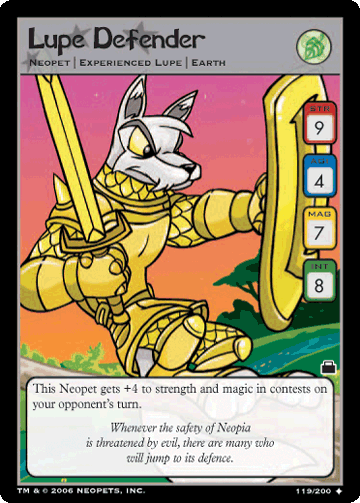 Lupe Defender
Neopet | Experienced Lupe | Earth
STR
9
AGI
4
MAG
7
INT
8
This Neopet gets +4 to strength and magic in contests on
your opponent's turn.
Whenever the safety of Neopia
is threatened by evil, there are many who
will jump to its defence.
TM & © 2006 NEOPETS, INC.
119/200